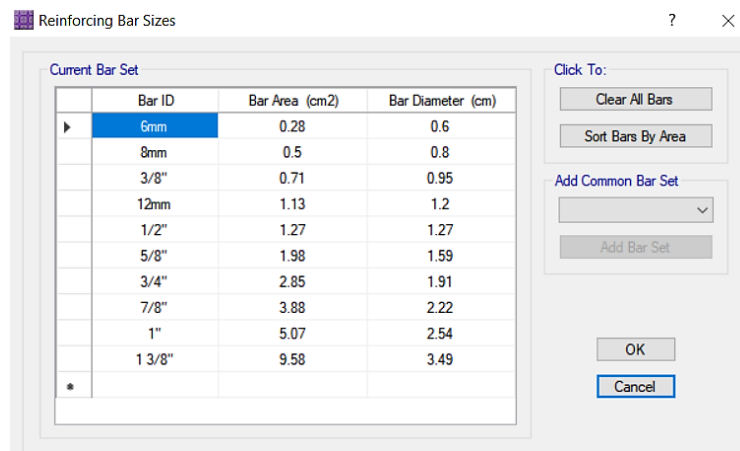 Reinforcing Bar Sizes ?
Current Bar Set
Bar ID Bar Area (cm2) Bar Diameter (cm)
6mm 0.28 0.6
8mm 0.5 0.8
3/8" 0.71 0.95
12mm 1.13 1.2
1/2" 1.27 1.27
5/8" 1.98 1.59
3/4" 2.85 1.91
7/8" 3.88 2.22
1" 5.07 2.54
1 3/8" 9.58 3.49
*
Click To:
Clear All Bars
Sort Bars By Area
Add Common Bar Set
Add Bar Set
OK
Cancel